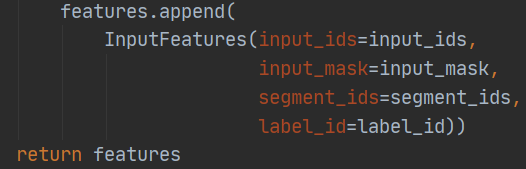 features.append(
InputFeatures(input_ids=input_ids,
input_mask=input_mask,
segment_ids=segment_ids,
label_id=label_id))
return features